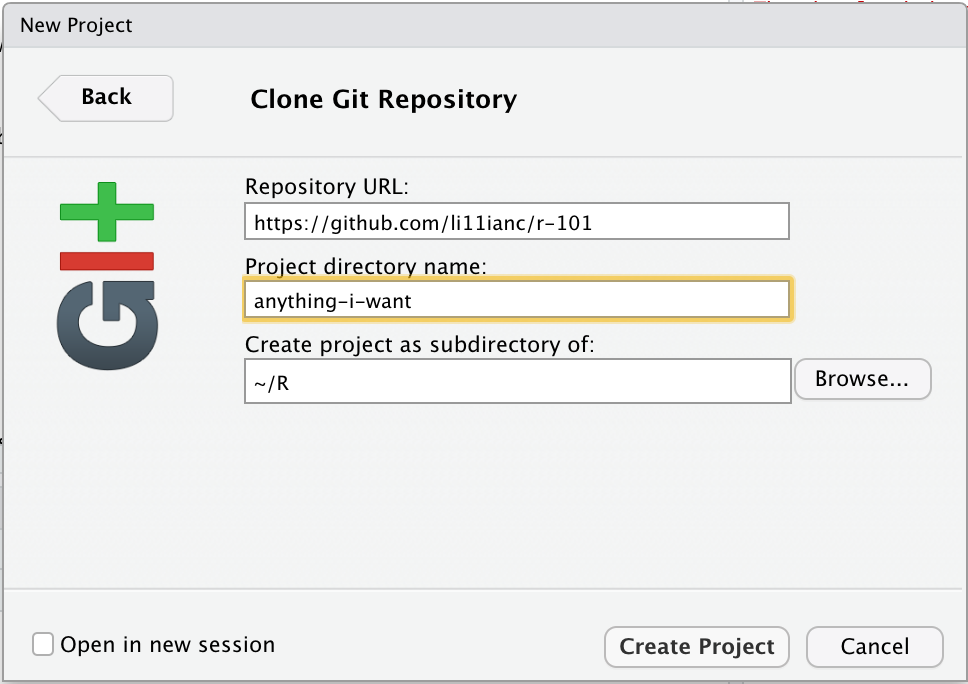 New Project
Back
Clone Git Repository
git
Repository URL:
https://github.com/li11ianc/r-101
Project directory name:
anything-i-want
Create project as subdirectory of:
~/R
Browse...
Open in new session
Create Project
Cancel